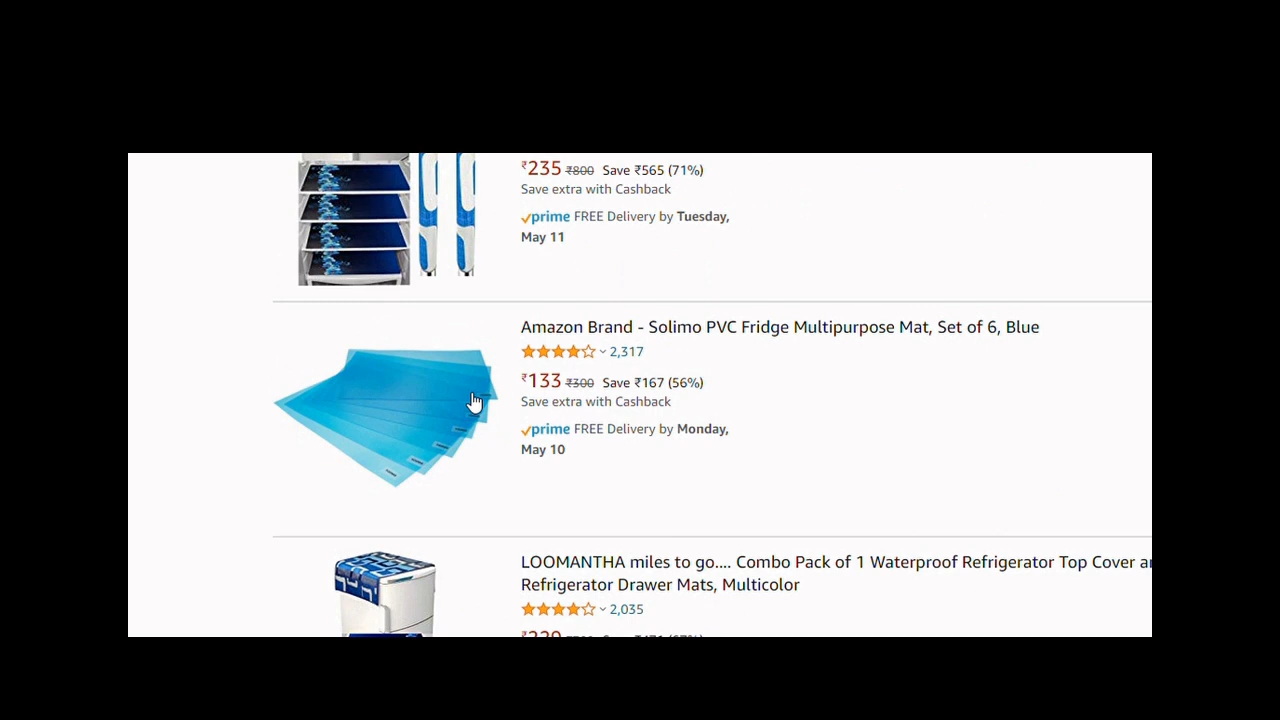 ₹235 ₹800 Save ₹565 (71%)
Save extra with Cashback
prime FREE Delivery by Tuesday,
May 11
Amazon Brand - Solimo PVC Fridge Multipurpose Mat, Set of 6, Blue
2,317
₹133 ₹300 Save ₹167 (56%)
Save extra with Cashback
prime FREE Delivery by Monday,
May 10
LOOMANTHA miles to go.... Combo Pack of 1 Waterproof Refrigerator Top Cover
Refrigerator Drawer Mats, Multicolor
2,035